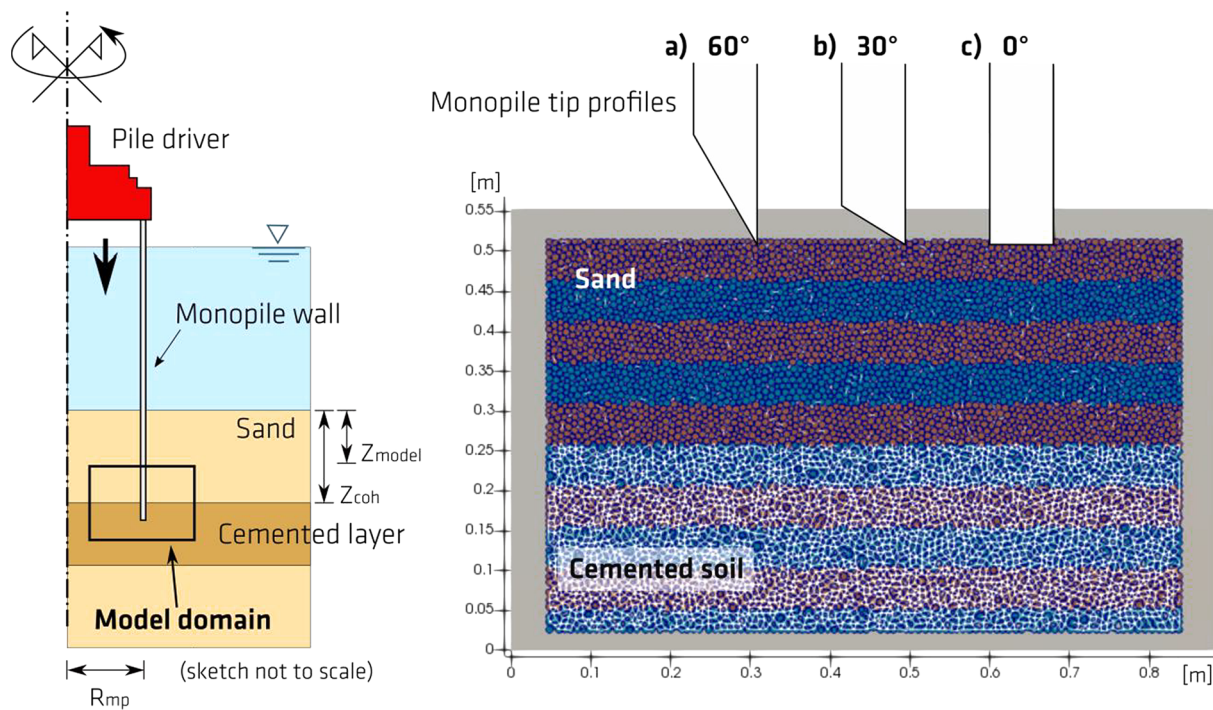 Pile driver
Monopile wall
Sand
Zmodel
Zcoh
Cemented layer
Model domain
(sketch not to scale)
Rmp
a) 60°
b) 30°
c) 0°
Monopile tip profiles
[m]
0.55
0.5
0.45
0.4
0.35
0.3
0.25
0.2
0.15
0.1
0.05
0
Sand
Cemented soil
0 0.1 0.2 0.3 0.4 0.5 0.6 0.7 0.8 [m]